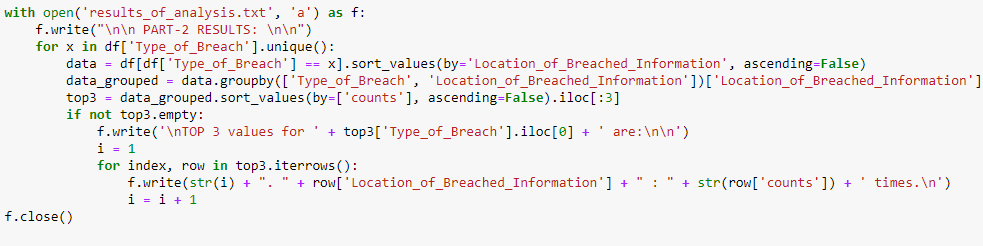 with open('results_of_analysis.txt', 'a') as f:
    f.write("\n\n PART-2 RESULTS: \n\n")
    for x in df['Type_of_Breach'].unique():
        data = df[df['Type_of_Breach'] == x].sort_values(by='Location_of_Breached_Information', ascending=False)
        data_grouped = data.groupby(['Type_of_Breach', 'Location_of_Breached_Information'])['Location_of_Breached_Information']
        top3 = data_grouped.sort_values(by=['counts'], ascending=False).iloc[:3]
        if not top3.empty:
            f.write('\nTOP 3 values for ' + top3['Type_of_Breach'].iloc[0] + ' are:\n\n')
            i = 1
            for index, row in top3.iterrows():
                f.write(str(i) + ". " + row['Location_of_Breached_Information'] + " : " + str(row['counts']) + ' times.\n')
                i = i + 1
f.close()